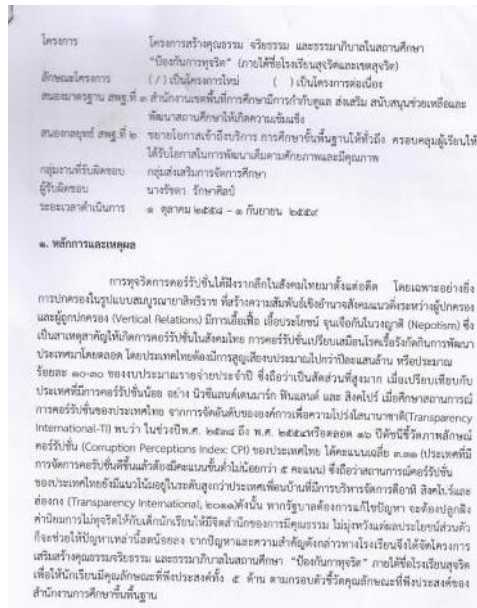 โครงการ โครงการสร้างคุณธรรม จริยธรรม และธรรมาภิบาลในสถานศึกษา
"ป้องกันการทุจริต" (ภายใต้ชื่อโรงเรียนสุจริตและเขตสุจริต)
ลักษณะโครงการ ( / ) เป็นโครงการใหม่ ( ) เป็นโครงการต่อเนื่อง
สนองมาตรฐาน สพฐ.ที่ ๓ สำนักงานเขตพื้นที่การศึกษามีการกำกับดูแล ส่งเสริม สนับสนุนช่วยเหลือและ
พัฒนาสถานศึกษาให้เกิดความเข้มแข็ง
สนองกลยุทธ์ สพฐ.ที่ ๒ ขยายโอกาสเข้าถึงบริการ การศึกษาขั้นพื้นฐานให้ทั่วถึง ครอบคลุมผู้เรียนให้
ได้รับโอกาสในการพัฒนาเต็มตามศักยภาพและมีคุณภาพ
กลุ่มงานที่รับผิดชอบ กลุ่มส่งเสริมการจัดการศึกษา
ผู้รับผิดชอบ นางรัชดา รักษาศิลป์
ระยะเวลาดำเนินการ ๑ ตุลาคม ๒๕๕๘ – ๑ กันยายน ๒๕๕๙
๑. หลักการและเหตุผล
การทุจริตการคอร์รัปชั่นได้ฝังรากลึกในสังคมไทยมาตั้งแต่อดีต โดยเฉพาะอย่างยิ่ง
การปกครองในรูปแบบสมบูรณายาสิทธิราช ที่สร้างความสัมพันธ์เชิงอำนาจสังคมแนวดิ่งระหว่างผู้ปกครอง
และผู้ถูกปกครอง (Vertical Relations) มีการเอื้อเฟื้อ เอื้อประโยชน์ จุนเจือกันในวงญาติ (Nepotism) ซึ่ง
เป็นสาเหตุสำคัญให้เกิดการคอร์รัปชั่นในสังคมไทย การคอร์รัปชั่นเปรียบเสมือนโรคเรื้อรังกัดกินการพัฒนา
ประเทศมาโดยตลอด โดยประเทศไทยต้องมีการสูญเสียงบประมาณไปกว่าปีละแสนล้าน หรือประมาณ
ร้อยละ ๑๐-๓๐ ของงบประมาณรายจ่ายประจำปี ซึ่งถือว่าเป็นสัดส่วนที่สูงมาก เมื่อเปรียบเทียบกับ
ประเทศที่มีการคอร์รัปชั่นน้อย อย่าง นิวซีแลนด์เดนมาร์ก ฟินแลนด์ และ สิงคโปร์ เมื่อศึกษาสถานการณ์
การคอร์รัปชั่นของประเทศไทย จากการจัดอันดับขององค์การเพื่อความโปร่งใสนานาชาติ(Transparency
International-TI) พบว่า ในช่วงปีพ.ศ. ๒๕๓๘ ถึง พ.ศ. ๒๕๕๔หรือตลอด ๑๖ ปีดัชนีชี้วัดภาพลักษณ์
คอร์รัปชั่น (Corruption Perceptions Index: CPI) ของประเทศไทย ได้คะแนนเฉลี่ย ๓.๓๑ (ประเทศที่มี
การจัดการคอรัปชั่นดีขึ้นแล้วต้องมีคะแนนขั้นต่ำไม่น้อยกว่า ๕ คะแนน) ซึ่งถือว่าสถานการณ์คอร์รัปชั่น
ของประเทศไทยยังมีแนวโน้มอยู่ในระดับสูงกว่าประเทศเพื่อนบ้านที่มีการบริหารจัดการดีอาทิ สิงคโปร์และ
ฮ่องกง (Transparency International, ๒๐๑๑)ดังนั้น หากรัฐบาลต้องการแก้ไขปัญหา จะต้องปลูกฝัง
ค่านิยมการไม่ทุจริตให้กับเด็กนักเรียนให้มีจิตสำนึกของการมีคุณธรรม ไม่มุ่งหวังแต่ผลประโยชน์ส่วนตัว
ก็จะช่วยให้ปัญหาเหล่านี้ลดน้อยลง จากปัญหาและความสำคัญดังกล่าวทางโรงเรียนจึงได้จัดโครงการ
เสริมสร้างคุณธรรมจริยธรรม และธรรมาภิบาลในสถานศึกษา "ป้องกันการทุจริต" ภายใต้ชื่อโรงเรียนสุจริต
เพื่อให้นักเรียนมีคุณลักษณะที่พึงประสงค์ทั้ง ๕ ด้าน ตามกรอบตัวชี้วัดคุณลักษณะที่พึงประสงค์ของ
สำนักงานการศึกษาขั้นพื้นฐาน